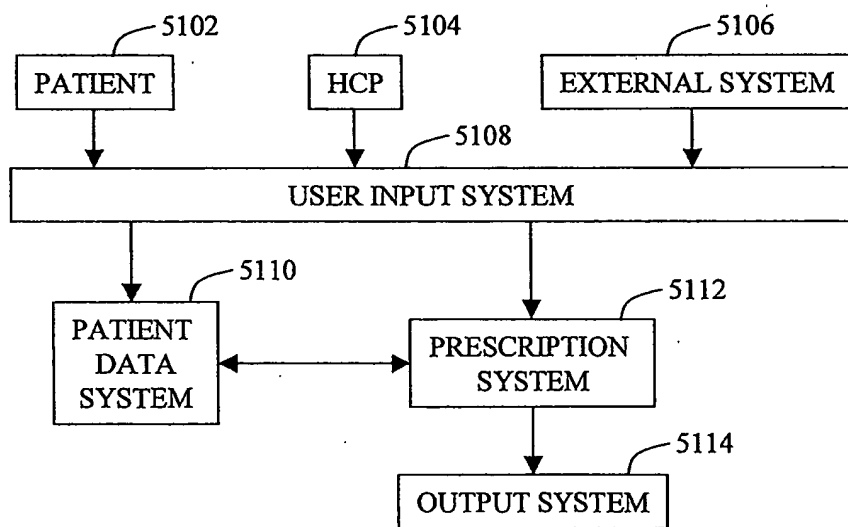 5102
5104
5106
PATIENT
HCP
EXTERNAL SYSTEM
5108
USER INPUT SYSTEM
5110
5112
PATIENT
DATA
SYSTEM
PRESCRIPTION
SYSTEM
5114
OUTPUT SYSTEM